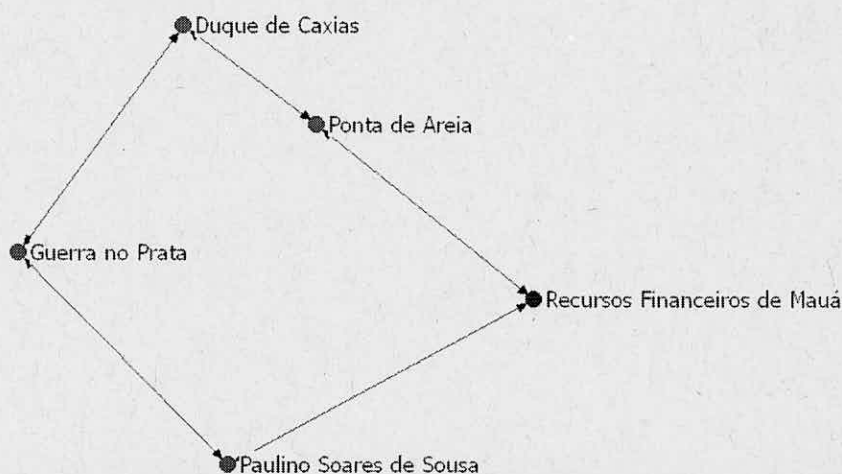 Duque de Caxias
Ponta de Areia
Guerra no Prata
Recursos Financeiros de Mauá
Paulino Soares de Sousa